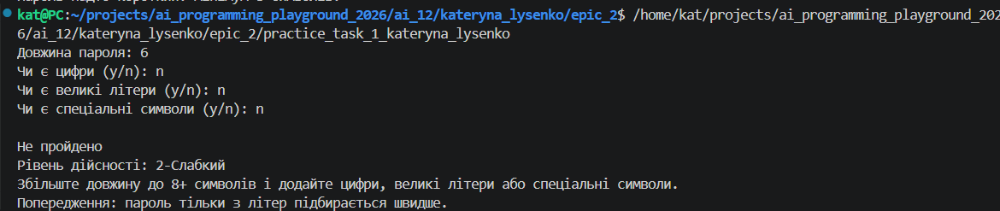 kat@PC:~/projects/ai_programming_playground_2026/ai_12/kateryna_lysenko/epic_2$ /home/kat/projects/ai_programming_playground_202
6/ai_12/kateryna_lysenko/epic_2/practice_task_1_kateryna_lysenko
Довжина пароля: 6
Чи є цифри (y/n): n
Чи є великі літери (y/n): n
Чи є спеціальні символи (y/n): n
Не пройдено
Рівень дійсності: 2-Слабкий
Збільште довжину до 8+ символів і додайте цифри, великі літери або спеціальні символи.
Попередження: пароль тільки з літер підбирається швидше.